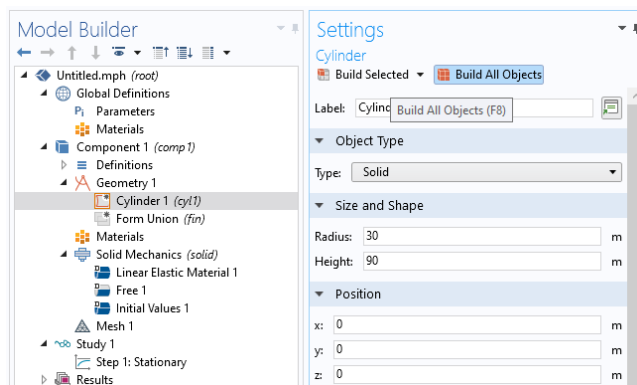 Model Builder
Untitled.mph (root)
Global Definitions
Pi Parameters
Materials
Component 1 (comp1)
Definitions
Geometry 1
Cylinder 1 (cyl1)
Form Union (fin)
Materials
Solid Mechanics (solid)
Linear Elastic Material 1
Free 1
Initial Values 1
Mesh 1
Study 1
Step 1: Stationary
Results
Settings
Cylinder
Build Selected
Build All Objects
Label: Cylind
Build All Objects (F8)
Object Type
Type: Solid
Size and Shape
Radius: 30 m
Height: 90 m
Position
x: 0 m
y: 0 m
z: 0 m